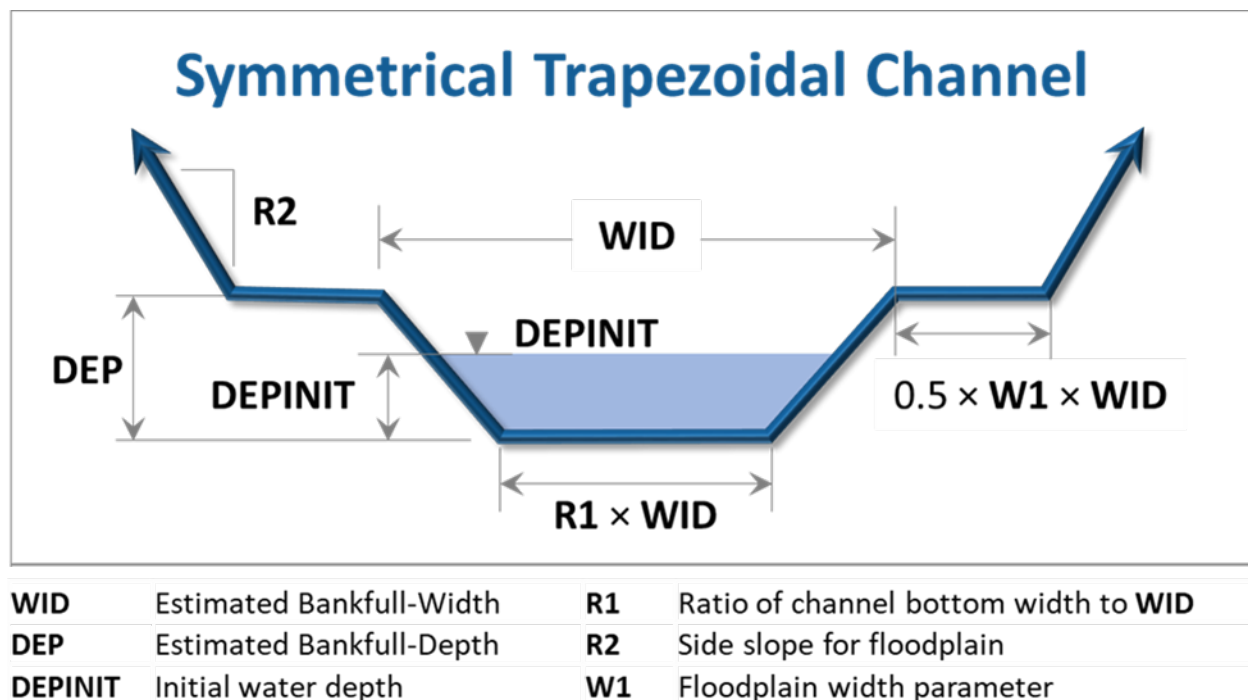 Symmetrical Trapezoidal Channel
R2
WID
DEPINIT
DEP
DEPINIT
0.5 × W1 × WID
R1 × WID
WID Estimated Bankfull-Width R1 Ratio of channel bottom width to WID
DEP Estimated Bankfull-Depth R2 Side slope for floodplain
DEPINIT Initial water depth W1 Floodplain width parameter